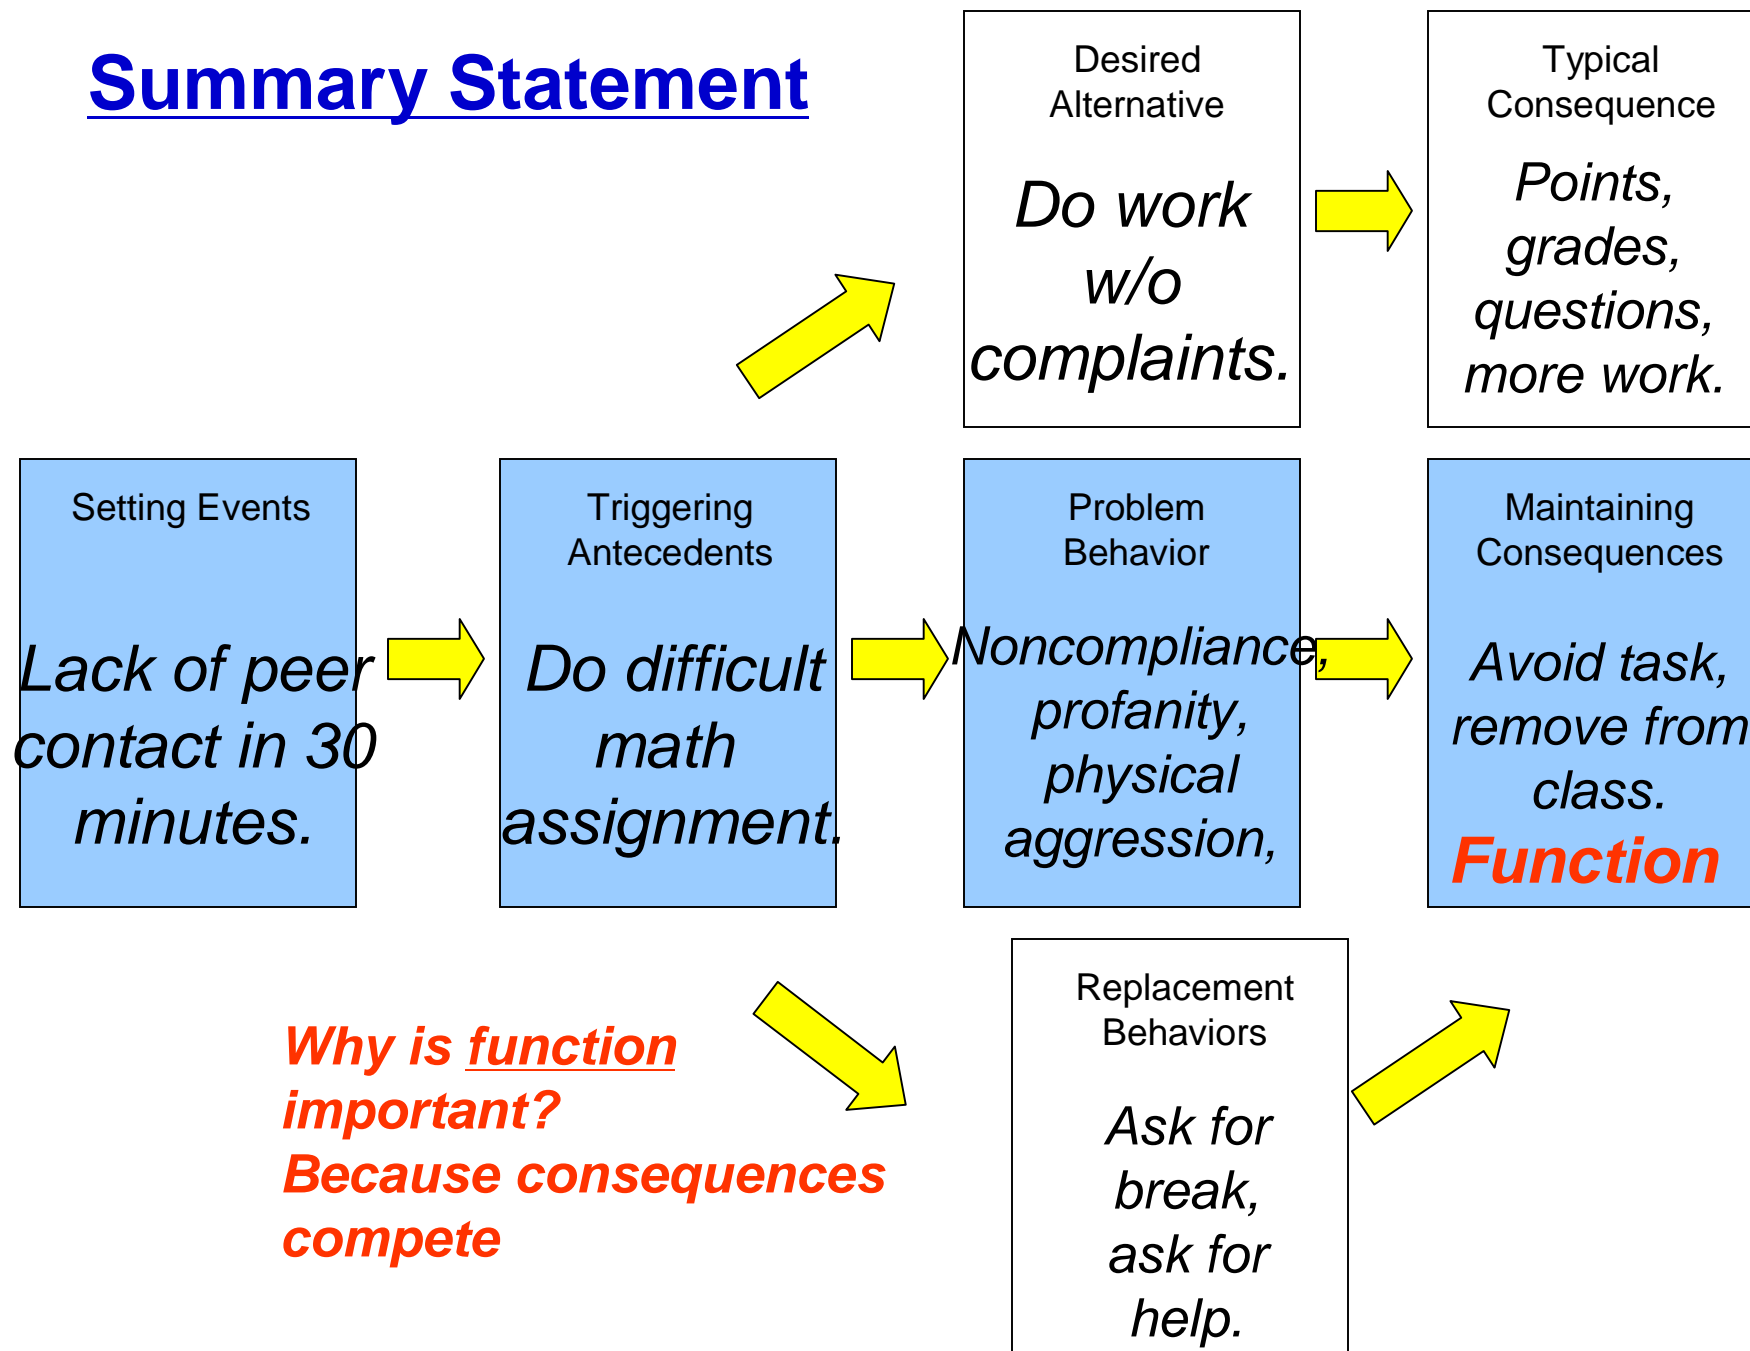 Summary Statement
Desired
Alternative
Do work
w/o
complaints.
Typical
Consequence
Points,
grades,
questions,
more work.
Setting Events
Lack of peer
contact in 30
minutes.
Triggering
Antecedents
Do difficult
math
assignment.
Problem
Behavior
Noncompliance,
profanity,
physical
aggression,
Maintaining
Consequences
Avoid task,
remove from
class.
Function
Why is function
important?
Because consequences
compete
Replacement
Behaviors
Ask for
break,
ask for
help.